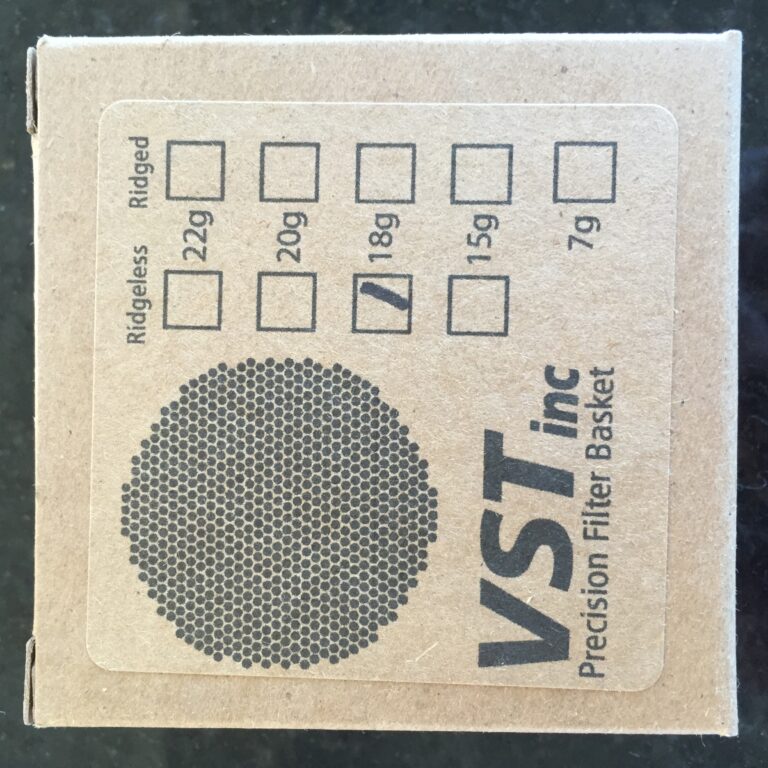 Ridgeless Ridged
22g
20g
18g
15g
7g
VST inc
Precision Filter Basket